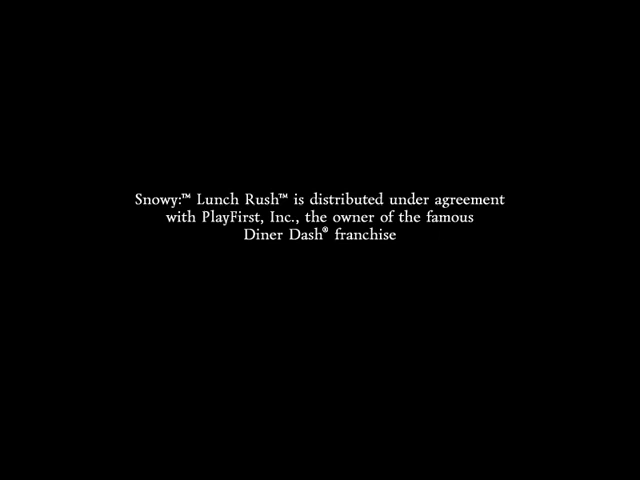 Snowy:™ Lunch Rush™ is distributed under agreement
with PlayFirst, Inc., the owner of the famous
Diner Dash® franchise